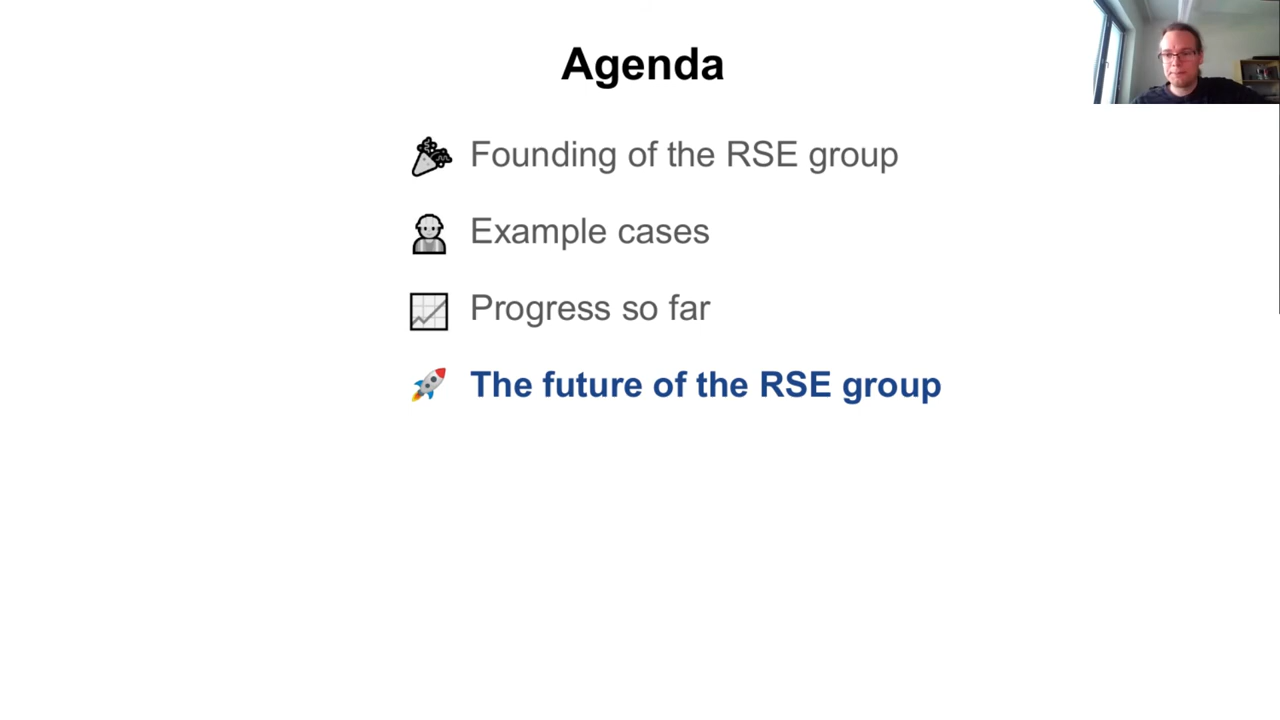 Agenda
Founding of the RSE group
Example cases
Progress so far
The future of the RSE group